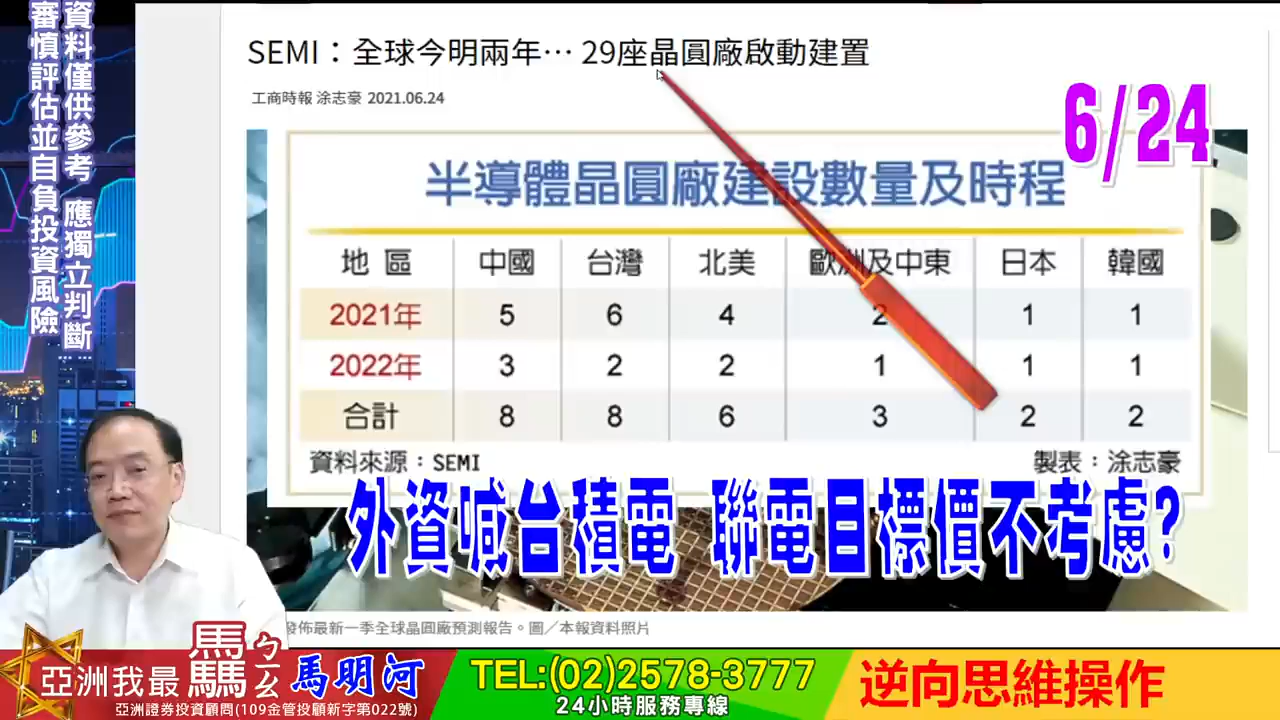 資料僅供參考 應獨立判斷
審慎評估並自負投資風險
SEMI：全球今明兩年… 29座晶圓廠啟動建置
工商時報 涂志豪 2021.06.24
6/24
半導體晶圓廠建設數量及時程
地區 中國 台灣 北美 歐洲及中東 日本 韓國
2021年 5 6 4 2 1 1
2022年 3 2 2 1 1 1
合計 8 8 6 3 2 2
資料來源：SEMI
製表：涂志豪
外資喊台積電 聯電目標價不考慮?
發佈最新一季全球晶圓廠預測報告。圖／本報資料照片
亞洲我最驫ㄅㄧㄠ 馬明河
亞洲證券投資顧問(109金管投顧新字第022號)
TEL:(02)2578-3777
24小時服務專線
逆向思維操作